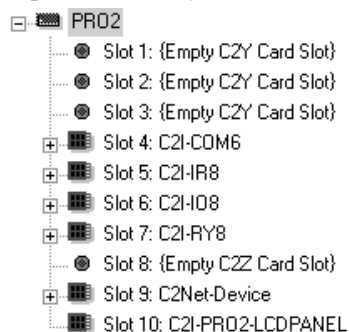 PRO2
Slot 1: {Empty C2Y Card Slot}
Slot 2: {Empty C2Y Card Slot}
Slot 3: {Empty C2Y Card Slot}
Slot 4: C2I-COM6
Slot 5: C2I-IR8
Slot 6: C2I-IO8
Slot 7: C2I-RY8
Slot 8: {Empty C2Z Card Slot}
Slot 9: C2Net-Device
Slot 10: C2I-PRO2-LCDPANEL